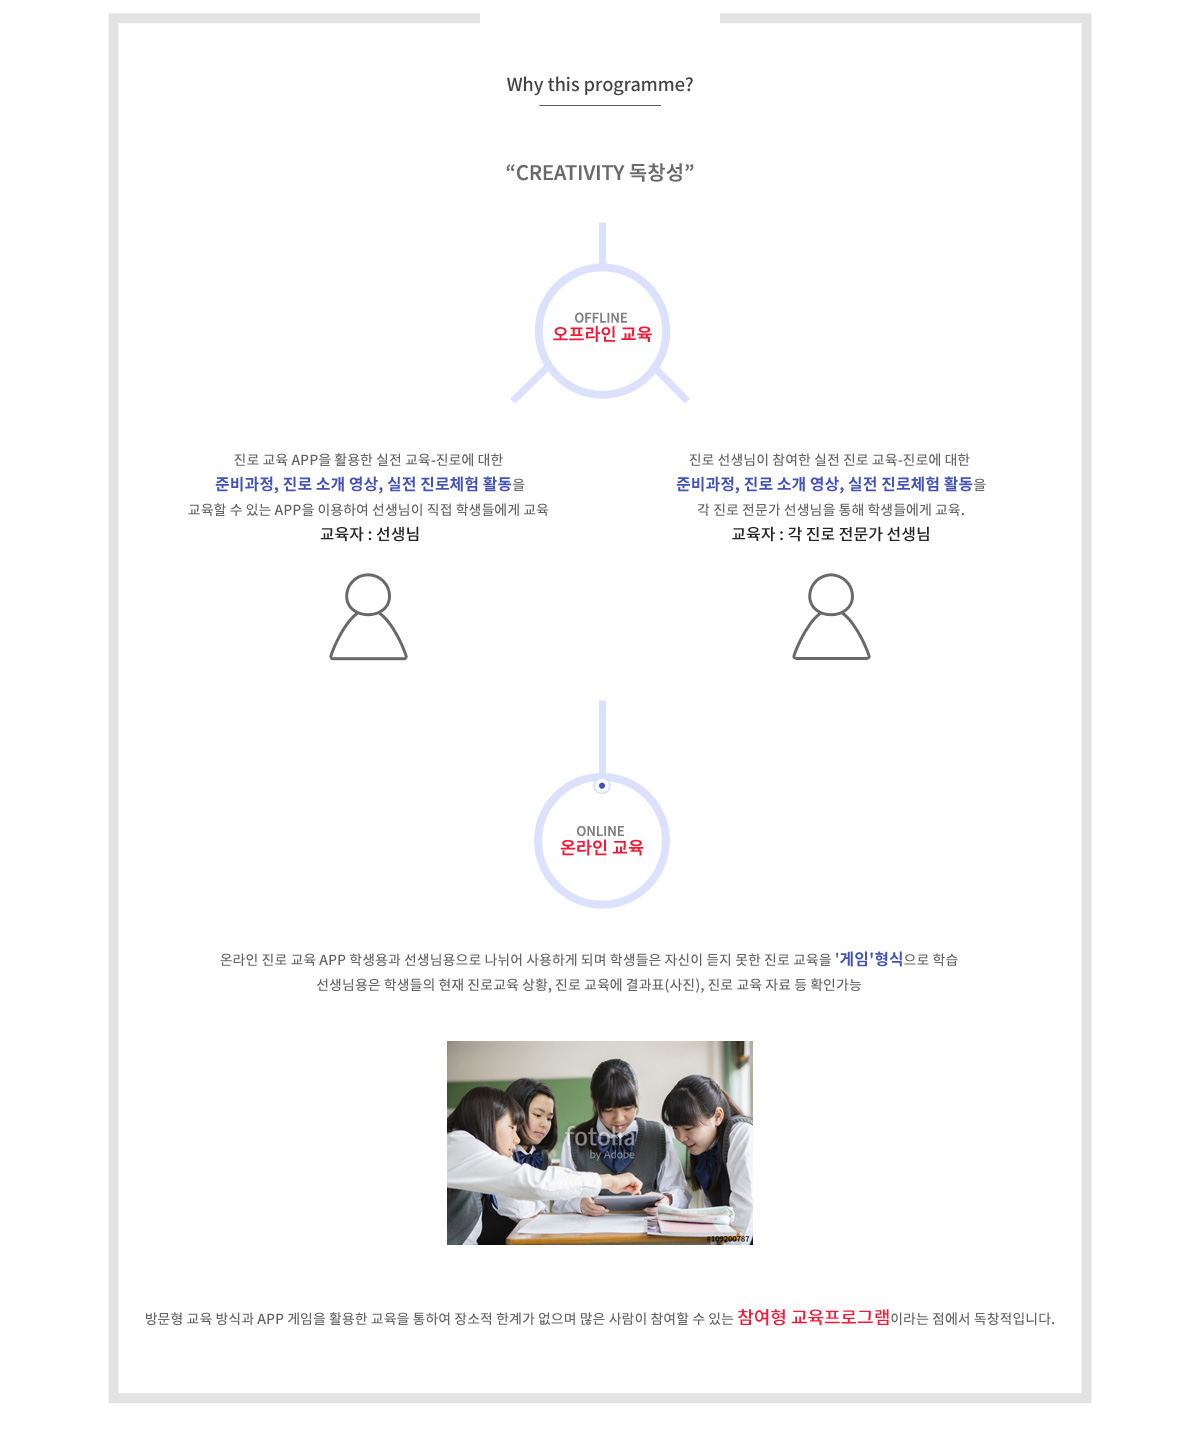 Why this programme?
“CREATIVITY 독창성”
OFFLINE
오프라인 교육
진로 교육 APP을 활용한 실전 교육-진로에 대한
준비과정, 진로 소개 영상, 실전 진로체험 활동을
교육할 수 있는 APP을 이용하여 선생님이 직접 학생들에게 교육
교육자 : 선생님
진로 선생님이 참여한 실전 진로 교육-진로에 대한
준비과정, 진로 소개 영상, 실전 진로체험 활동을
각 진로 전문가 선생님을 통해 학생들에게 교육.
교육자 : 각 진로 전문가 선생님
ONLINE
온라인 교육
온라인 진로 교육 APP 학생용과 선생님용으로 나뉘어 사용하게 되며 학생들은 자신이 듣지 못한 진로 교육을 '게임'형식으로 학습
선생님용은 학생들의 현재 진로교육 상황, 진로 교육에 결과표(사진), 진로 교육 자료 등 확인가능
fotolia
by Adobe
#109200787
방문형 교육 방식과 APP 게임을 활용한 교육을 통하여 장소적 한계가 없으며 많은 사람이 참여할 수 있는 참여형 교육프로그램이라는 점에서 독창적입니다.